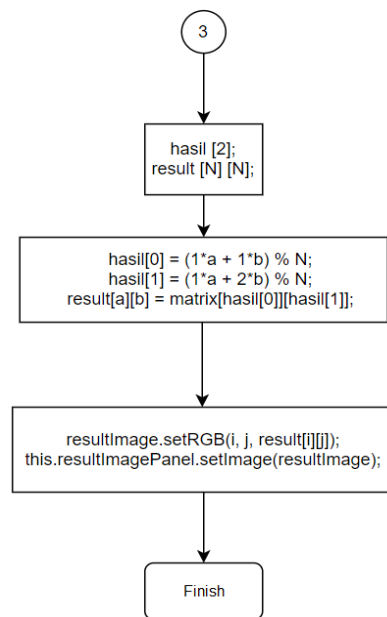 3
hasil [2];
result [N] [N];
hasil[0] = (1*a + 1*b) % N;
hasil[1] = (1*a + 2*b) % N;
result[a][b] = matrix[hasil[0]][hasil[1]];
resultImage.setRGB(i, j, result[i][j]);
this.resultImagePanel.setImage(resultImage);
Finish